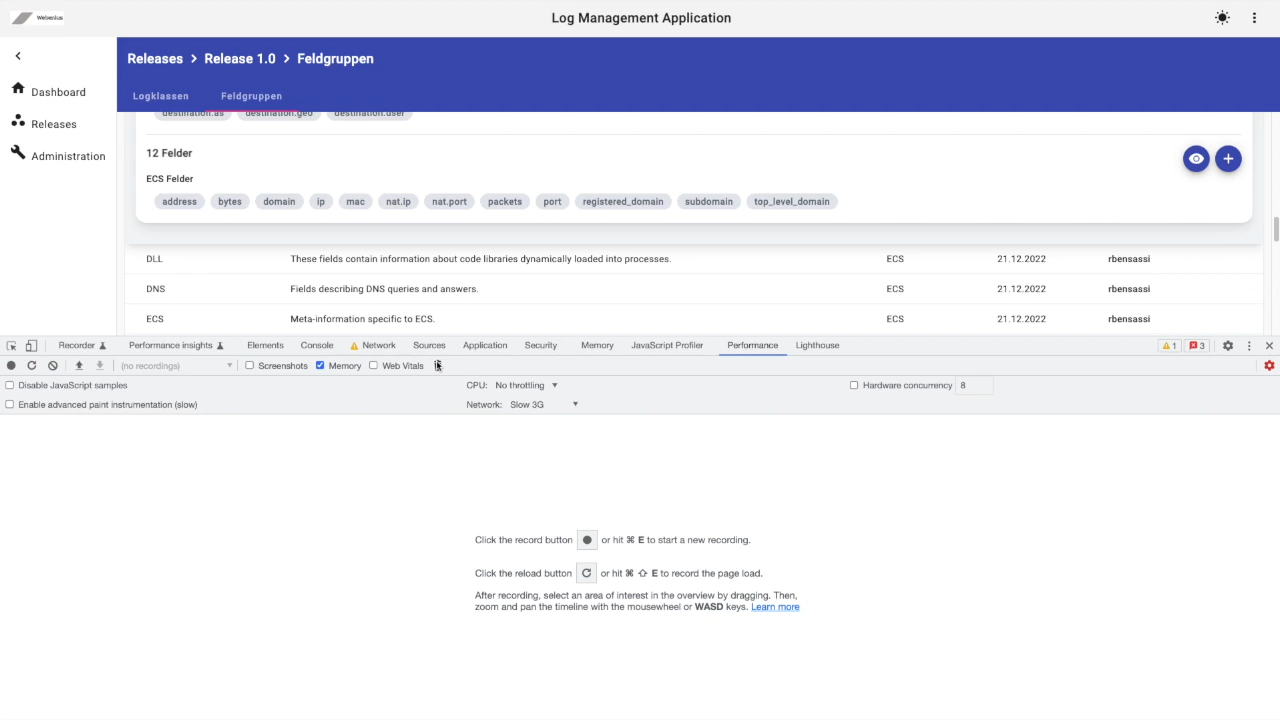 Webenius
Log Management Application
Releases > Release 1.0 > Feldgruppen
Dashboard
Releases
Administration
Logklassen
Feldgruppen
destination.as destination.geo destination.user
12 Felder
ECS Felder
address bytes domain ip mac nat.ip nat.port packets port registered_domain subdomain top_level_domain
DLL These fields contain information about code libraries dynamically loaded into processes. ECS 21.12.2022 rbensassi
DNS Fields describing DNS queries and answers. ECS 21.12.2022 rbensassi
ECS Meta-information specific to ECS. ECS 21.12.2022 rbensassi
Recorder Performance insights Elements Console Network Sources Application Security Memory JavaScript Profiler Performance Lighthouse 1 3
(no recordings) Screenshots Memory Web Vitals
Disable JavaScript samples CPU: No throttling Hardware concurrency 8
Enable advanced paint instrumentation (slow) Network: Slow 3G
Click the record button or hit ⌘ E to start a new recording.
Click the reload button or hit ⌘ ⇧ E to record the page load.
After recording, select an area of interest in the overview by dragging. Then,
zoom and pan the timeline with the mousewheel or WASD keys. Learn more